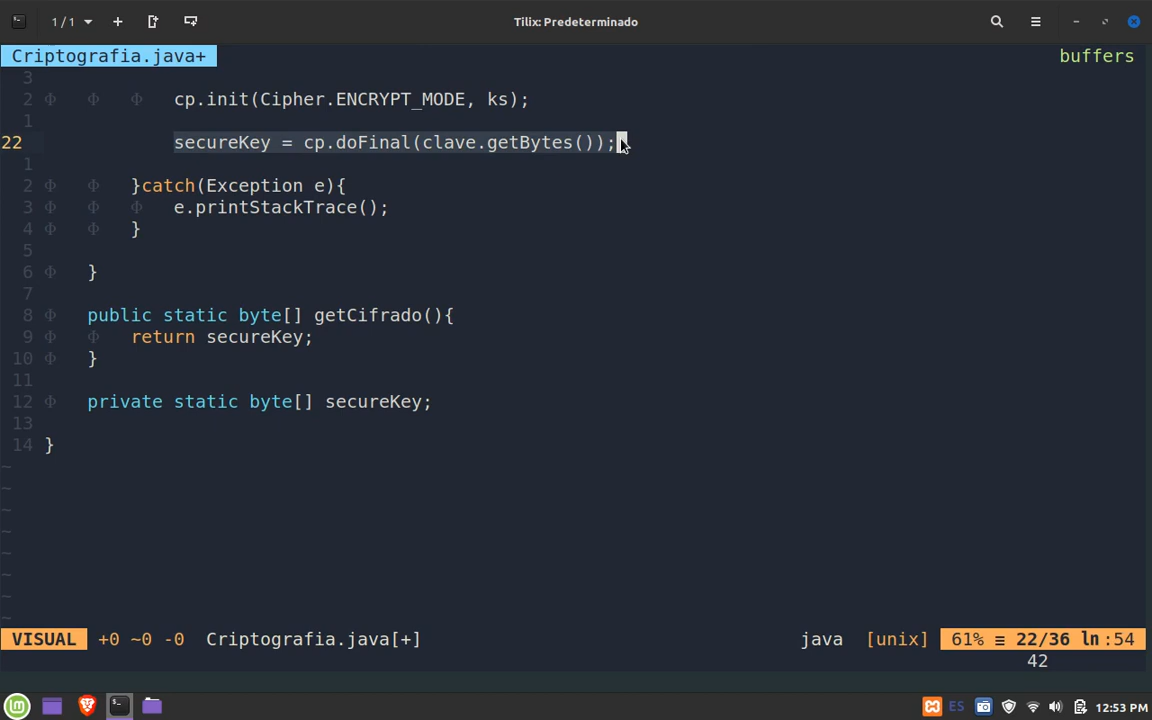 1 / 1
Tilix: Predeterminado
Criptografia.java+ buffers
3
2 Φ Φ Φ cp.init(Cipher.ENCRYPT_MODE, ks);
1
22 secureKey = cp.doFinal(clave.getBytes());
1
2 Φ Φ }catch(Exception e){
3 Φ Φ Φ e.printStackTrace();
4 Φ Φ }
5
6 Φ }
7
8 Φ public static byte[] getCifrado(){
9 Φ Φ return secureKey;
10 Φ }
11
12 Φ private static byte[] secureKey;
13
14 }
~
~
~
~
~
~
~
~
VISUAL +0 ~0 -0 Criptografia.java[+] java [unix] 61% ≡ 22/36 ln:54
42
ES 12:53 PM